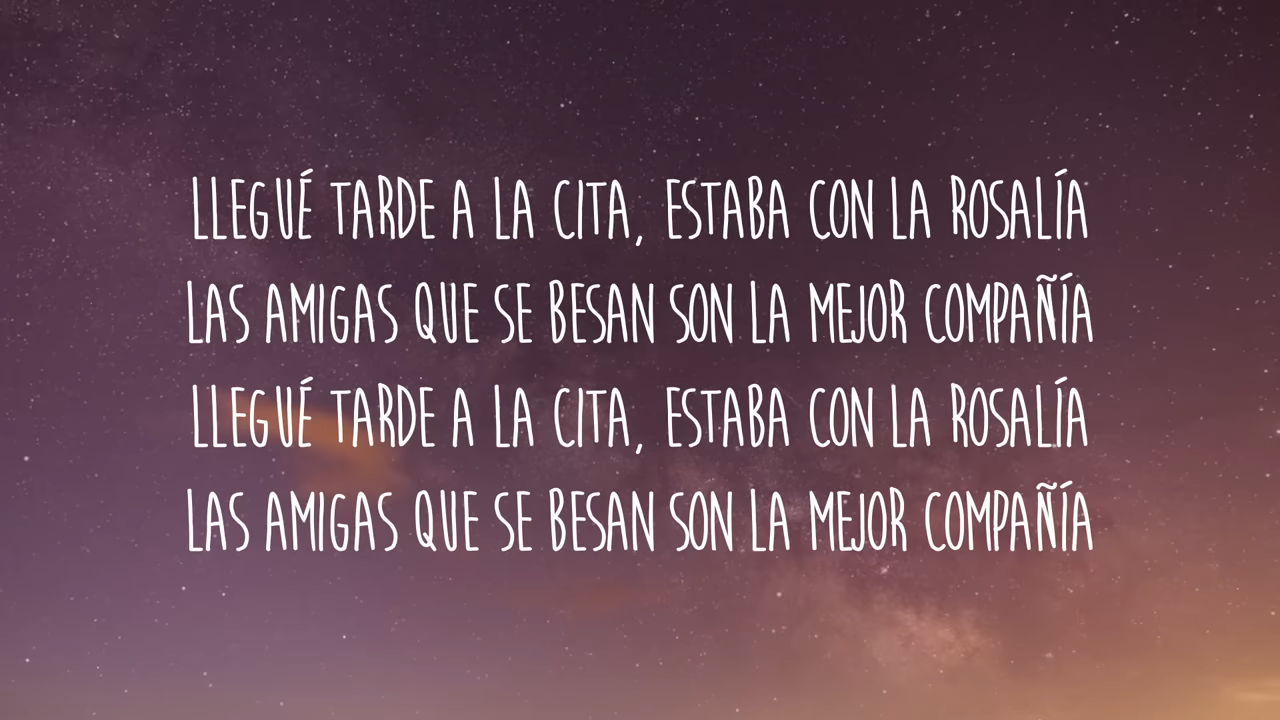 LLEGUÉ TARDE A LA CITA, ESTABA CON LA ROSALÍA
LAS AMIGAS QUE SE BESAN SON LA MEJOR COMPAÑÍA
LLEGUÉ TARDE A LA CITA, ESTABA CON LA ROSALÍA
LAS AMIGAS QUE SE BESAN SON LA MEJOR COMPAÑÍA